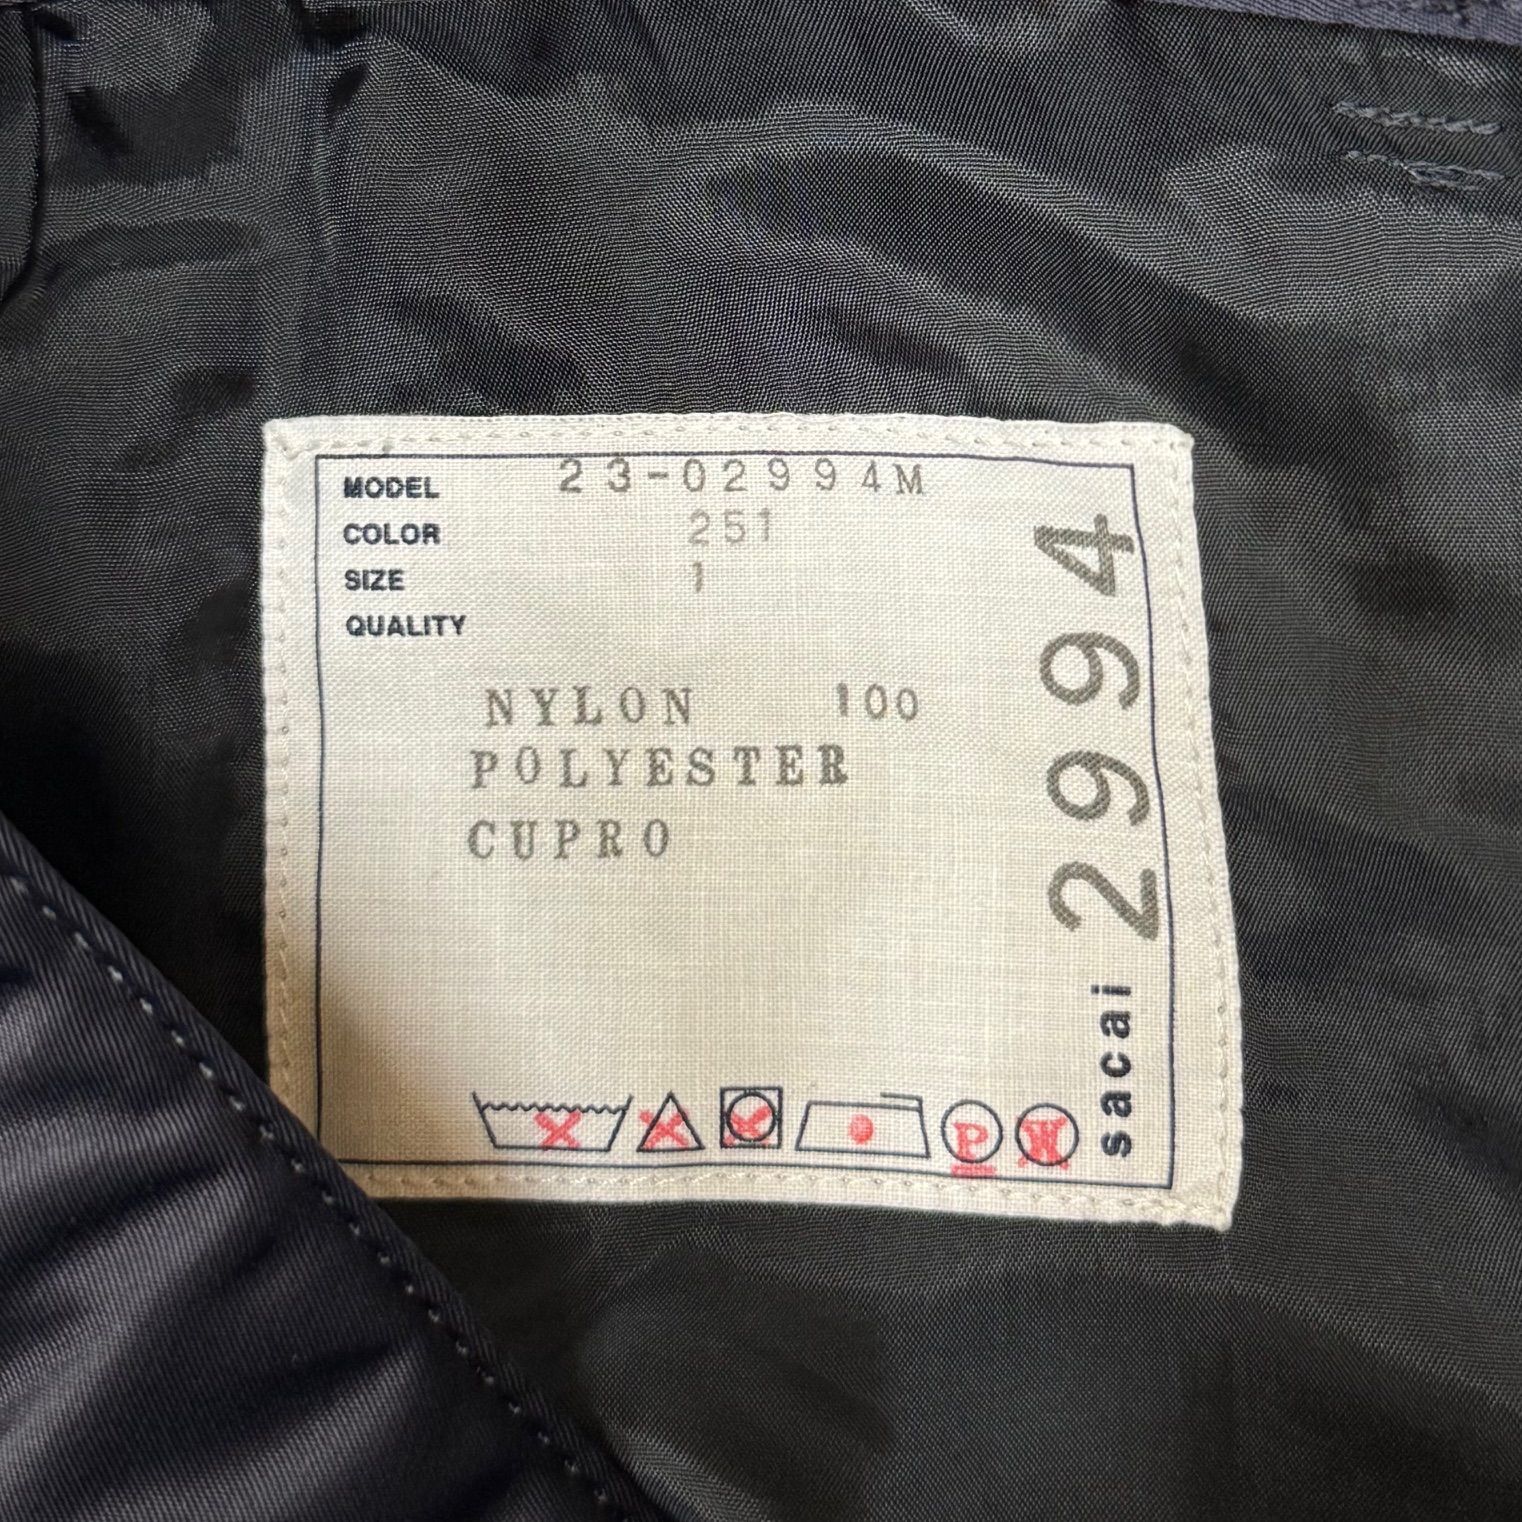 MODEL 23-02994M
COLOR 251
SIZE 1
QUALITY
NYLON 100
POLYESTER
CUPRO
P W
2994
sacai